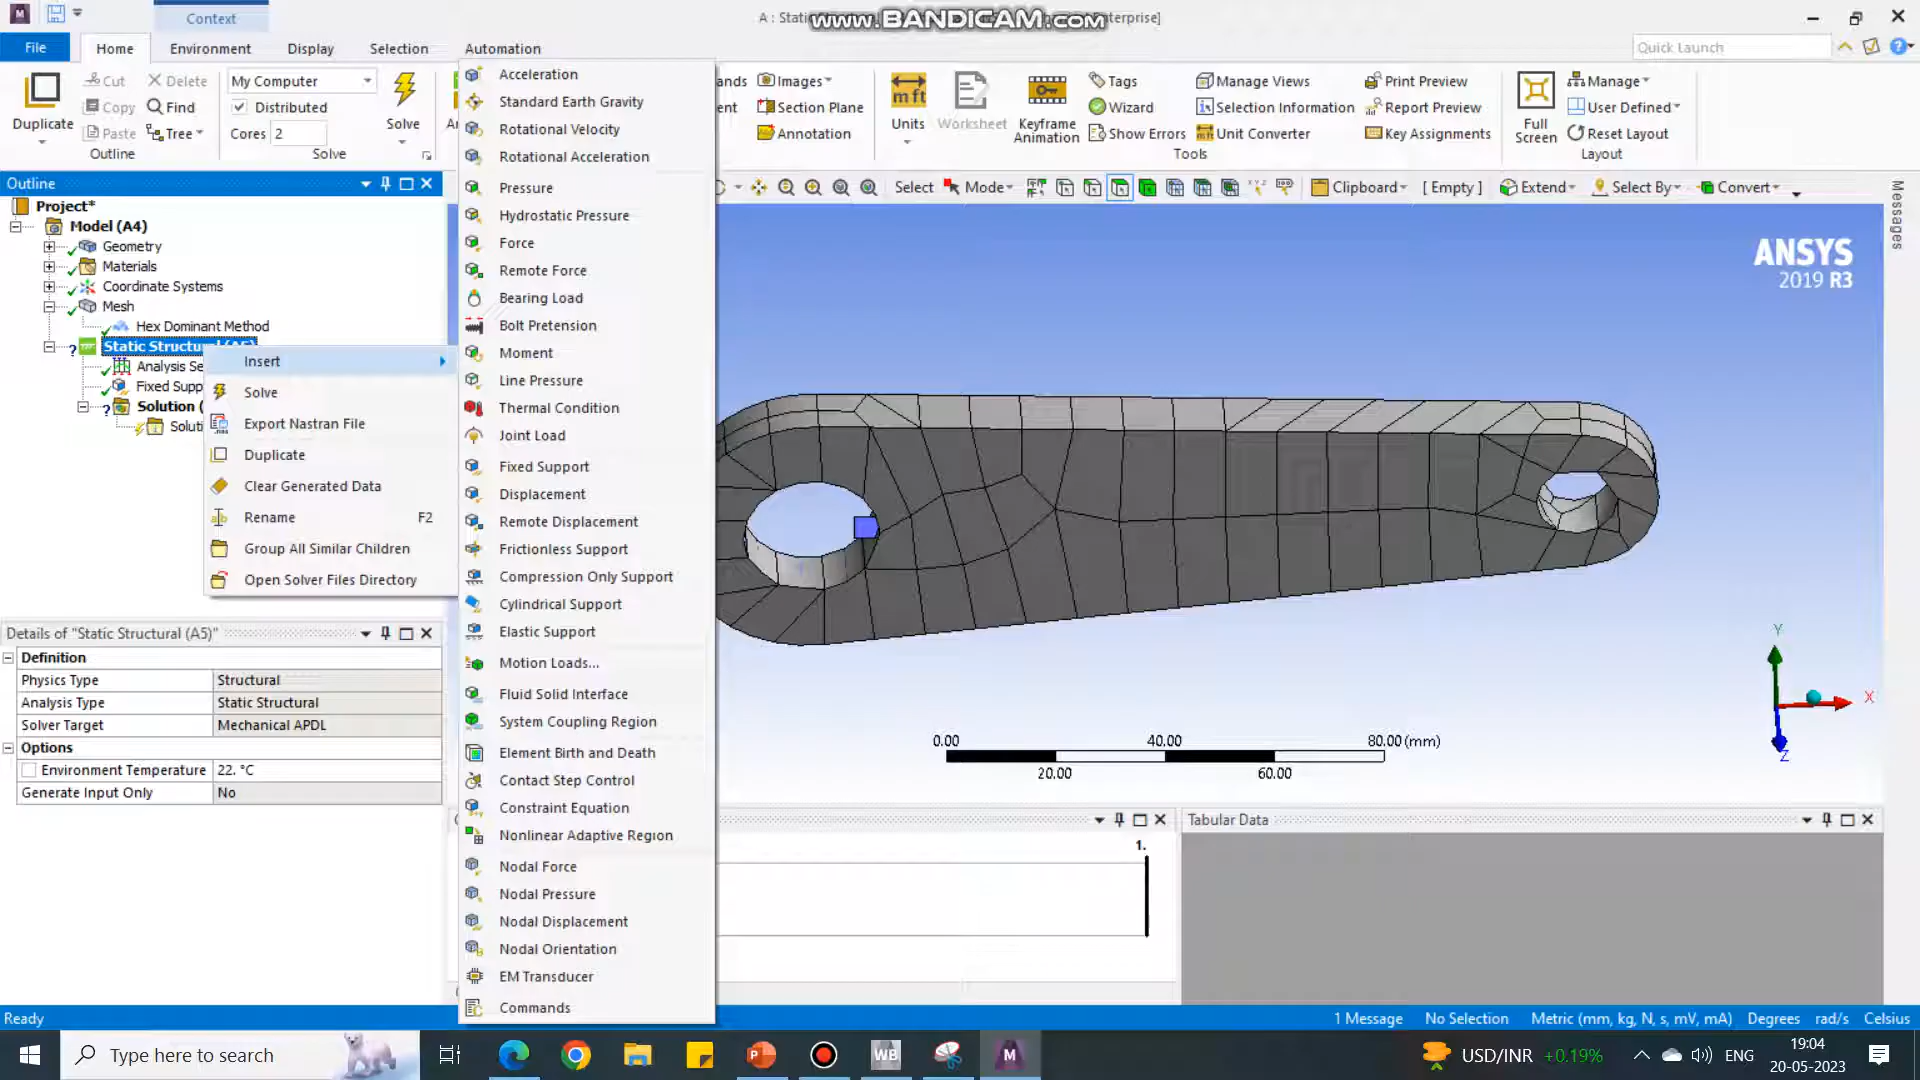 Context
A : Stati
www.BANDICAM.com
nterprise]
File
Home
Environment
Display
Selection
Automation
Quick Launch
Duplicate
Cut
Copy
Paste
Delete
Find
Tree
Outline
My Computer
Distributed
Cores 2
Solve
Solve
ands
Images
Section Plane
Annotation
Units
Worksheet
Keyframe Animation
Tags
Wizard
Show Errors
Manage Views
Selection Information
Unit Converter
Print Preview
Report Preview
Key Assignments
Tools
Full Screen
Manage
User Defined
Reset Layout
Layout
Select
Mode
Clipboard
[ Empty ]
Extend
Select By
Convert
Messages
Outline
Project*
Model (A4)
Geometry
Materials
Coordinate Systems
Mesh
Hex Dominant Method
Static Structural (A5)
Analysis Se
Fixed Supp
Solution (
Soluti
Insert
Solve
Export Nastran File
Duplicate
Clear Generated Data
Rename F2
Group All Similar Children
Open Solver Files Directory
Acceleration
Standard Earth Gravity
Rotational Velocity
Rotational Acceleration
Pressure
Hydrostatic Pressure
Force
Remote Force
Bearing Load
Bolt Pretension
Moment
Line Pressure
Thermal Condition
Joint Load
Fixed Support
Displacement
Remote Displacement
Frictionless Support
Compression Only Support
Cylindrical Support
Elastic Support
Motion Loads...
Fluid Solid Interface
System Coupling Region
Element Birth and Death
Contact Step Control
Constraint Equation
Nonlinear Adaptive Region
Nodal Force
Nodal Pressure
Nodal Displacement
Nodal Orientation
EM Transducer
Commands
ANSYS
2019 R3
Y
X
Z
0.00 40.00 80.00 (mm)
20.00 60.00
Details of "Static Structural (A5)"
Definition
Physics Type Structural
Analysis Type Static Structural
Solver Target Mechanical APDL
Options
Environment Temperature 22. °C
Generate Input Only No
1.
Tabular Data
Ready
1 Message
No Selection
Metric (mm, kg, N, s, mV, mA)
Degrees
rad/s
Celsius
Type here to search
WB
M
USD/INR +0.19%
ENG
19:04
20-05-2023